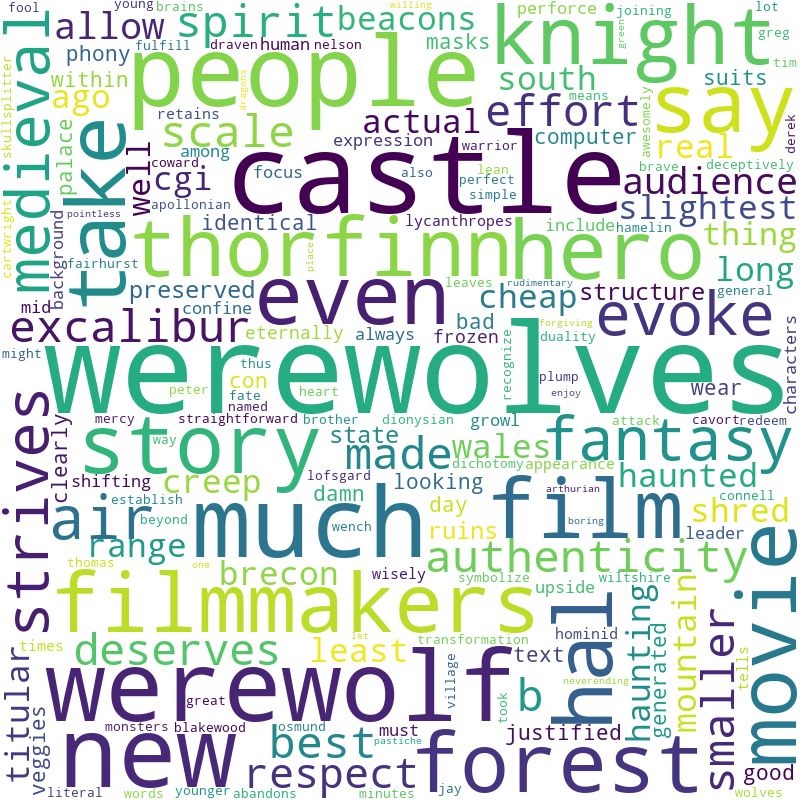 fool
young
brains
willing
lot
allow
spirit
beacons
perforce
joining
greg
phony
fulfill
people
knight
green
tim
medieval
draven
human
nelson
masks
within
ago
take
palace
skullsplitter
retains
dragons
scale
actual
south
effort
means
suits
say
awesomely
real
derek
well
among
coward
cgi
expression
warrior
computer
brave
deceptively
focus
also
lean
perfect
simple
castle
audience
apollonian
identical
lycanthropes
include
hamelin
slightest
pointless
background
cartwright
fairhurst
thorfinn
hero
place
thing
preserved
confine
even
leaves
cheap
structure
rudimentary
general
long
mid
excalibur
eternally
always
frozen
bad
recognize
forgiving
duality
evoke
characters
might
thus
peter
con
fate
heart
werewolves
plump
enjoy
wear
mercy
named
straightforward
brother
dionysian
growl
attack
cavort
redeem
strives
clearly
story
way
state
made
wales
dichotomy
appearance
fantasy
shifting
creep
looking
lofsgard
damn
haunted
connell
establish
beyond
air
range
much
wench
day
ruins
film
arthurian
boring
shred
leader
movie
thomas
one
brecon
wisely
authenticity
symbolize
upside
wiltshire
filmmakers
times
deserves
least
let
transformation
text
hominid
hal
haunting
generated
mountain
smaller
tells
titular
veggies
werewolf
great
village
took
b
neverending
monsters
blakewood
osmund
must
best
pastiche
justified
new
respect
forest
good
literal
words
younger
abandons
minutes
jay
wolves